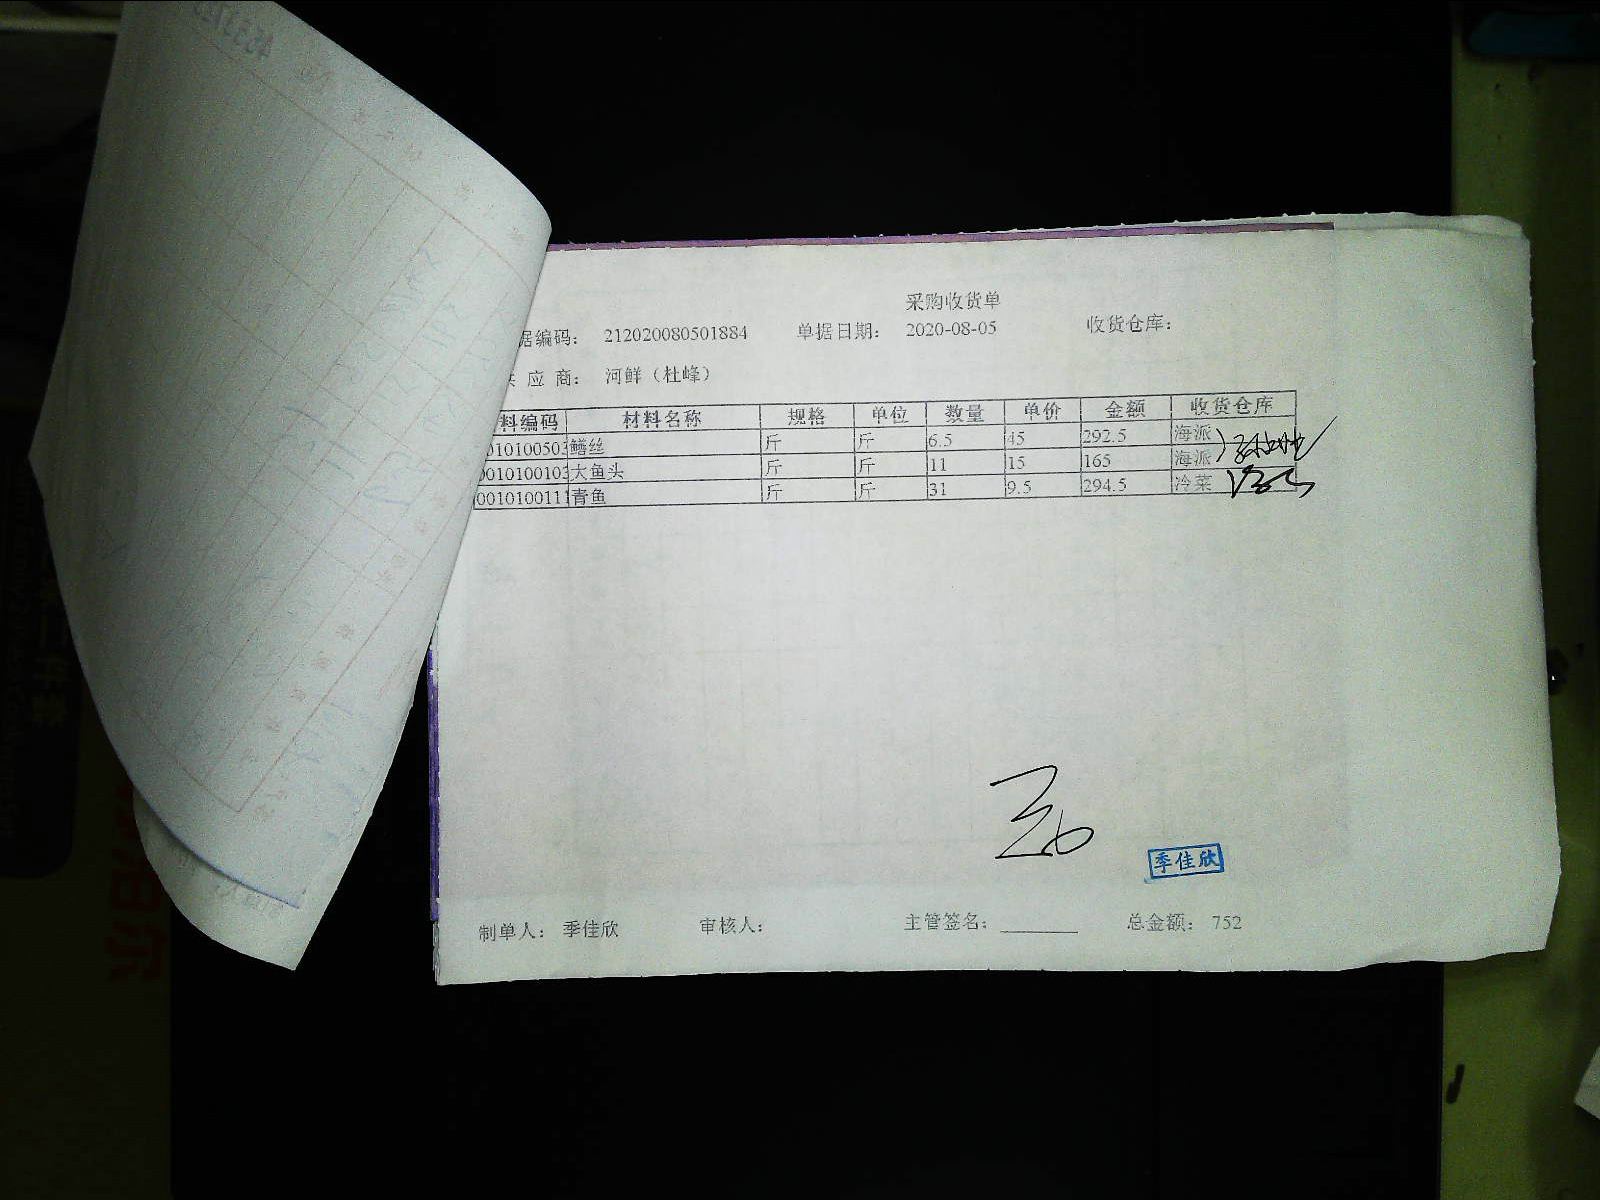 采购收货单
据编码： 212020080501884 单据日期： 2020-08-05 收货仓库：
应 商： 河鲜（杜峰）
料编码 材料名称 规格 单位 数量 单价 金额 收货仓库
010100503 鳝丝 斤 斤 6.5 45 292.5 海派
0010100103 大鱼头 斤 斤 11 15 165 海派
00010100111 青鱼 斤 斤 31 9.5 294.5 冷菜
季佳欣
制单人： 季佳欣 审核人： 主管签名： 总金额： 752